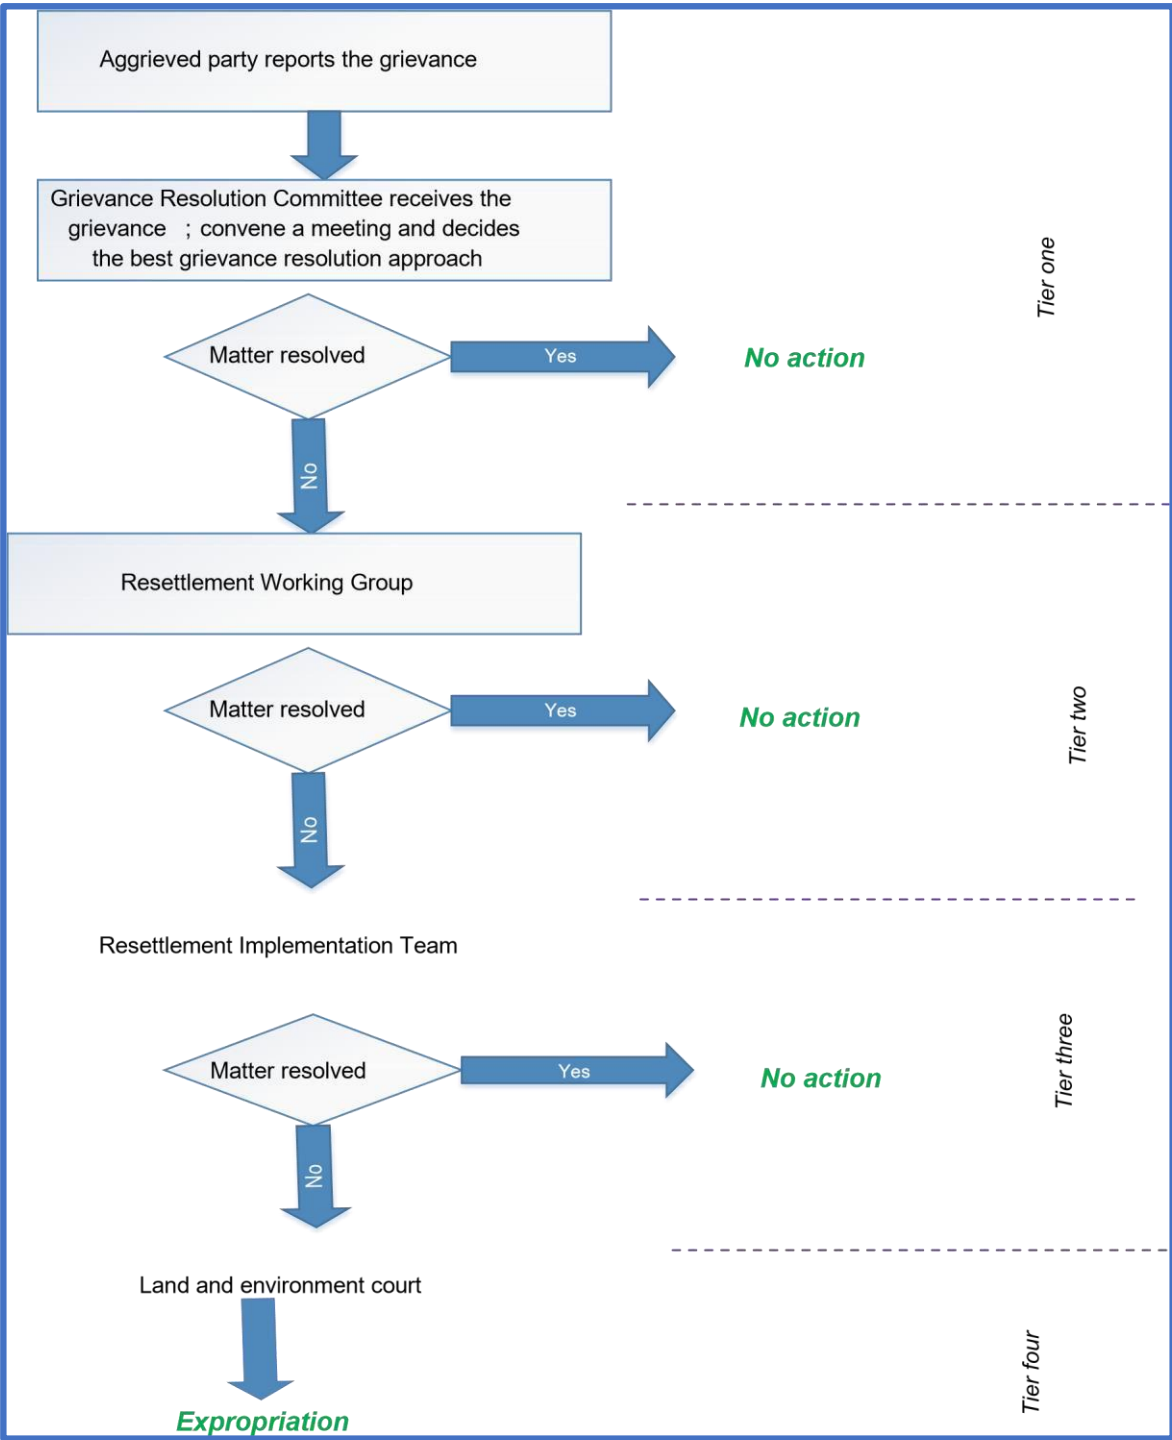 Aggrieved party reports the grievance
Grievance Resolution Committee receives the
grievance ; convene a meeting and decides
the best grievance resolution approach
Tier one
Matter resolved
Yes
No action
No
Resettlement Working Group
Matter resolved
Yes
No action
Tier two
No
Resettlement Implementation Team
Matter resolved
Yes
No action
Tier three
No
Land and environment court
Tier four
Expropriation